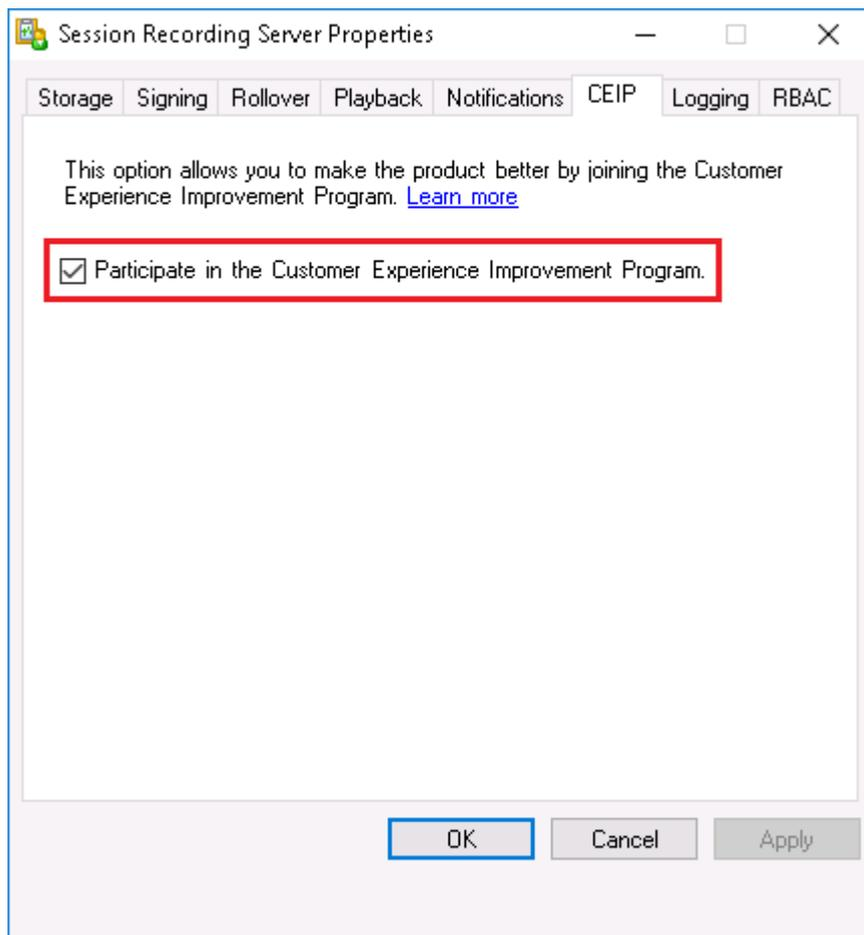 Session Recording Server Properties
Storage Signing Rollover Playback Notifications CEIP Logging RBAC
This option allows you to make the product better by joining the Customer
Experience Improvement Program. Learn more
Participate in the Customer Experience Improvement Program.
OK Cancel Apply